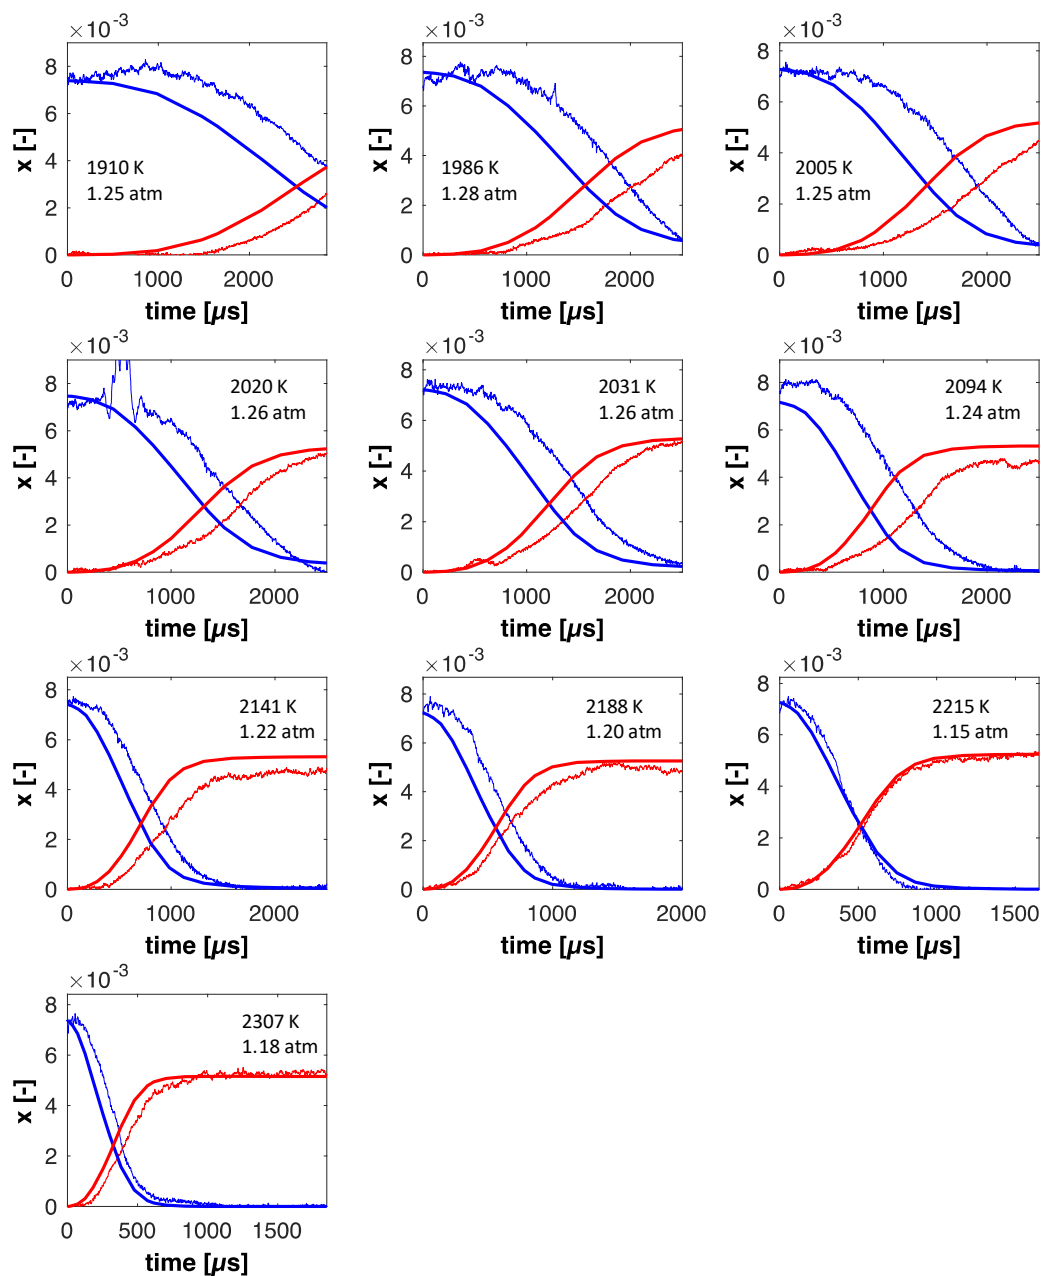 ×10⁻³ ×10⁻³ ×10⁻³
8 8 8
6 6 6
x [-] x [-] x [-]
4 4 4
1910 K 1986 K 2005 K
1.25 atm 1.28 atm 1.25 atm
2 2 2
0 0 0
0 1000 2000 0 1000 2000 0 1000 2000
time [µs] time [µs] time [µs]
×10⁻³ ×10⁻³ ×10⁻³
8 8 8
2020 K 2031 K 2094 K
1.26 atm 1.26 atm 1.24 atm
6 6 6
x [-] x [-] x [-]
4 4 4
2 2 2
0 0 0
0 1000 2000 0 1000 2000 0 1000 2000
time [µs] time [µs] time [µs]
×10⁻³ ×10⁻³ ×10⁻³
8 8 8
2141 K 2188 K 2215 K
1.22 atm 1.20 atm 1.15 atm
6 6 6
x [-] x [-] x [-]
4 4 4
2 2 2
0 0 0
0 1000 2000 0 1000 2000 0 500 1000 1500
time [µs] time [µs] time [µs]
×10⁻³
8
2307 K
1.18 atm
6
x [-]
4
2
0
0 500 1000 1500
time [µs]